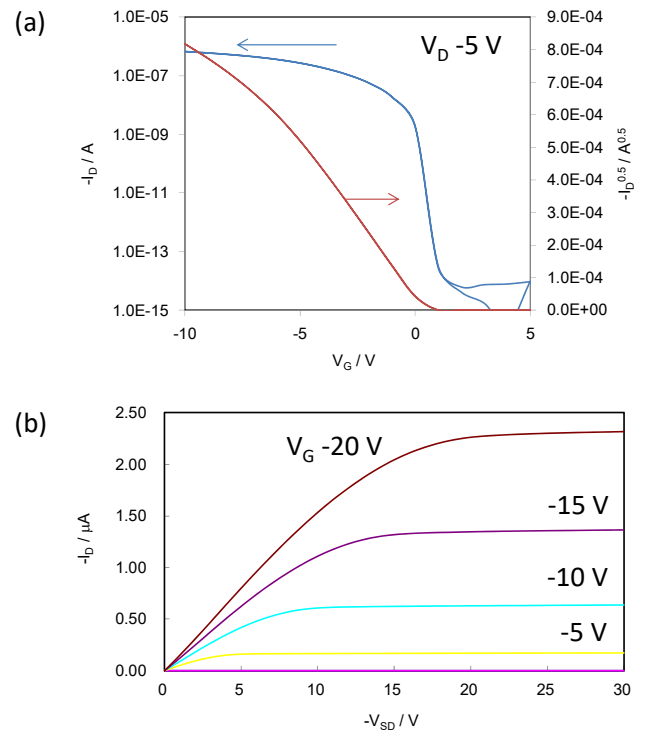 (a)
V_D -5 V
1.0E-05
1.0E-07
1.0E-09
1.0E-11
1.0E-13
1.0E-15
-I_D / A
9.0E-04
8.0E-04
7.0E-04
6.0E-04
5.0E-04
4.0E-04
3.0E-04
2.0E-04
1.0E-04
0.0E+00
-I_D^0.5 / A^0.5
-10
-5
0
5
V_G / V
(b)
V_G -20 V
-15 V
-10 V
-5 V
2.50
2.00
1.50
1.00
0.50
0.00
-I_D / μA
0
5
10
15
20
25
30
-V_SD / V